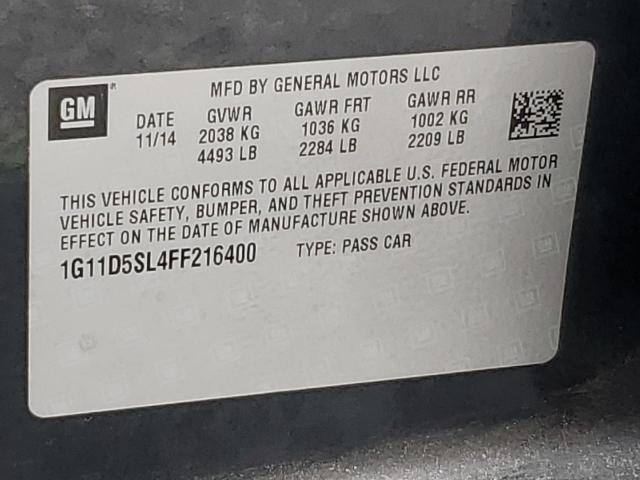 MFD BY GENERAL MOTORS LLC
GM
DATE GVWR GAWR FRT GAWR RR
11/14 2038 KG 1036 KG 1002 KG
4493 LB 2284 LB 2209 LB
THIS VEHICLE CONFORMS TO ALL APPLICABLE U.S. FEDERAL MOTOR
VEHICLE SAFETY, BUMPER, AND THEFT PREVENTION STANDARDS IN
EFFECT ON THE DATE OF MANUFACTURE SHOWN ABOVE.
1G11D5SL4FF216400 TYPE: PASS CAR